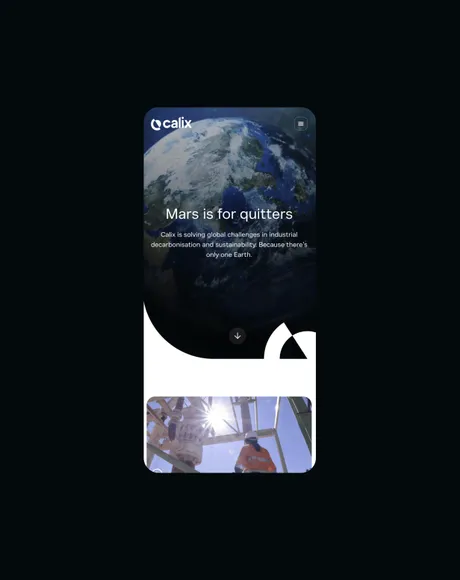 calix
Mars is for quitters
Calix is solving global challenges in industrial
decarbonisation and sustainability. Because there's
only one Earth.